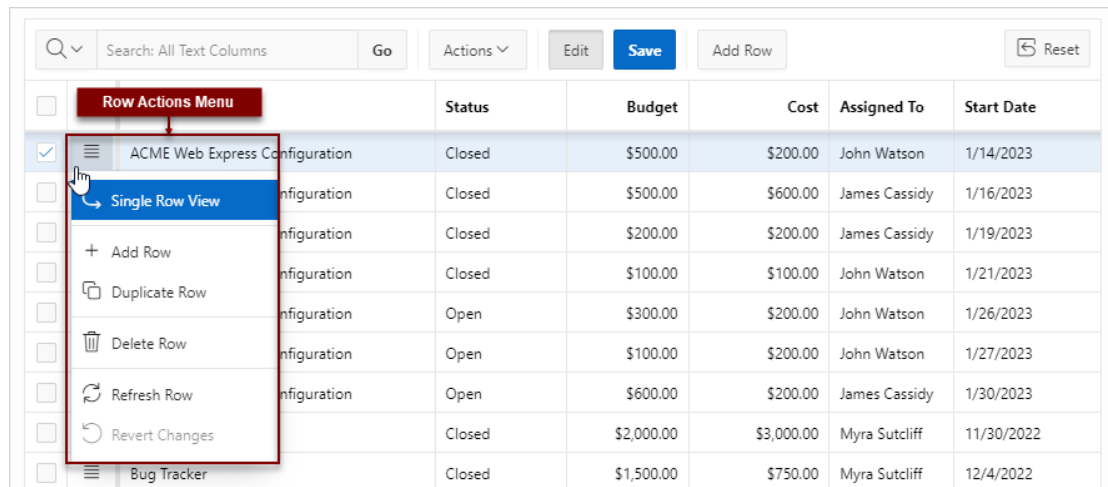 Search: All Text Columns Go Actions Edit Save Add Row Reset
Row Actions Menu Status Budget Cost Assigned To Start Date
ACME Web Express Configuration Closed $500.00 $200.00 John Watson 1/14/2023
Single Row View nfiguration Closed $500.00 $600.00 James Cassidy 1/16/2023
nfiguration Closed $200.00 $200.00 James Cassidy 1/19/2023
Add Row
nfiguration Closed $100.00 $100.00 John Watson 1/21/2023
Duplicate Row
nfiguration Open $300.00 $200.00 John Watson 1/26/2023
Delete Row nfiguration Open $100.00 $200.00 John Watson 1/27/2023
Refresh Row nfiguration Open $600.00 $200.00 James Cassidy 1/30/2023
Revert Changes Closed $2,000.00 $3,000.00 Myra Sutcliff 11/30/2022
Bug Tracker Closed $1,500.00 $750.00 Myra Sutcliff 12/4/2022